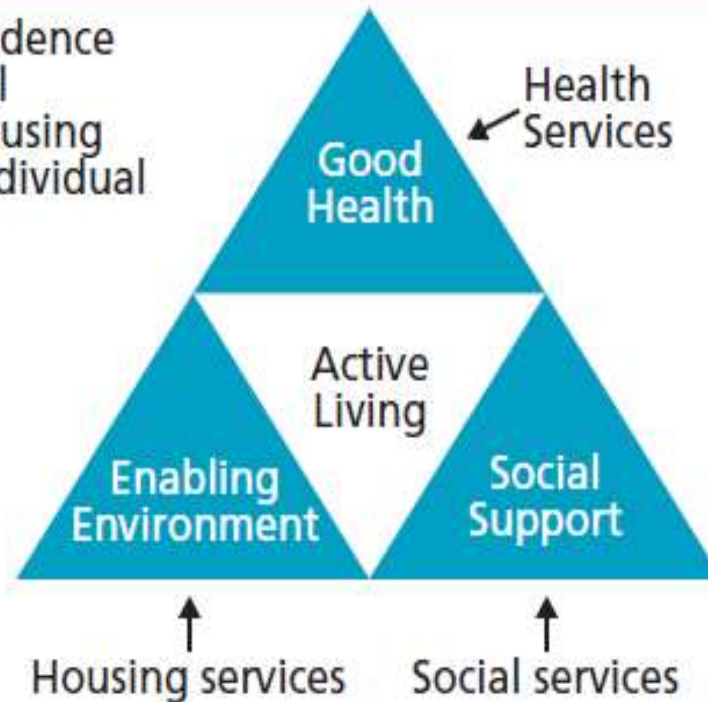 Health
Services
Good
Health
Active
Living
Enabling
Environment
Social
Support
Housing services
Social services